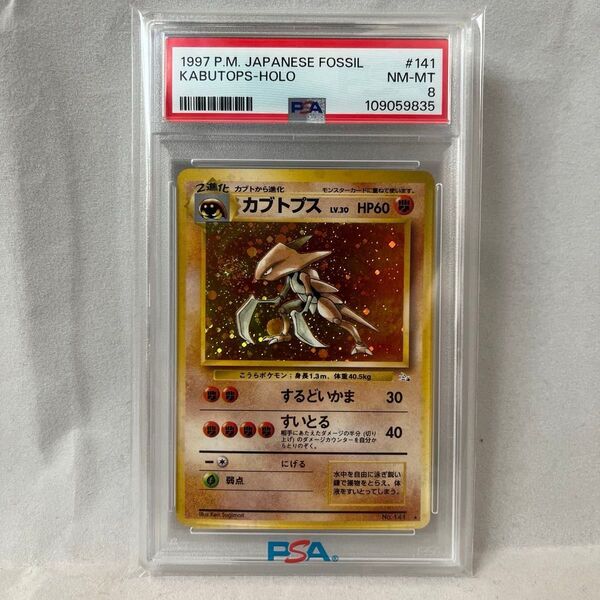 1997 P.M. JAPANESE FOSSIL #141
KABUTOPS-HOLO NM-MT
8
PSA 109059835
2進化 カブトから進化 モンスターカードに重ねて使います。
カブトプス LV.30 HP60
こうらポケモン:身長1.3m、体重40.5kg
するどいかま 30
すいとる 40
相手にあたえたダメージの半分(切り
上げ)のダメージカウンターを自分か
らとりのぞく。
にげる
弱点
水中を自由に泳ぎ鋭い
鎌で獲物をとらえ、体
液をすいとってしまう。
Illus. Ken Sugimori No.141
PSA®